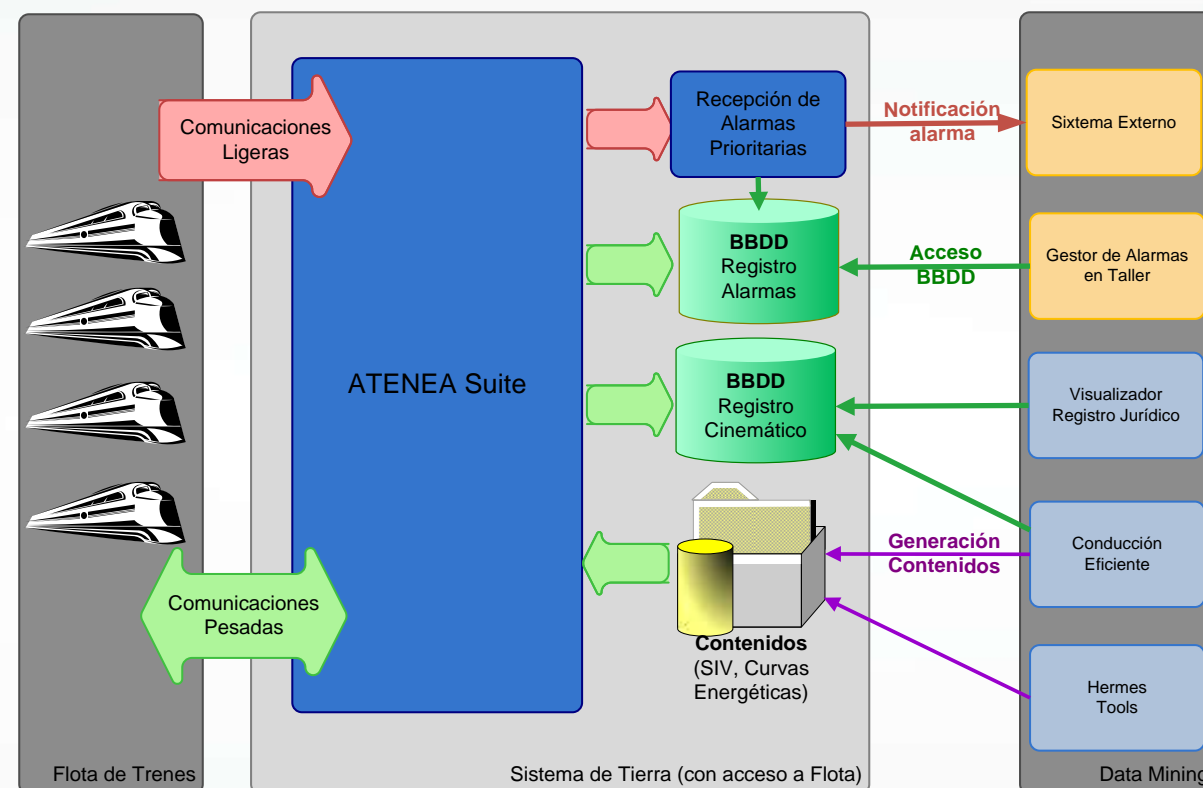 Comunicaciones
Ligeras
Recepción de
Alarmas
Prioritarias
Notificación
alarma
Sixtema Externo
BBDD
Registro
Alarmas
Acceso
BBDD
Gestor de Alarmas
en Taller
ATENEA Suite
BBDD
Registro
Cinemático
Visualizador
Registro Jurídico
Generación
Contenidos
Conducción
Eficiente
Comunicaciones
Pesadas
Contenidos
(SIV, Curvas
Energéticas)
Hermes
Tools
Flota de Trenes
Sistema de Tierra (con acceso a Flota)
Data Mining